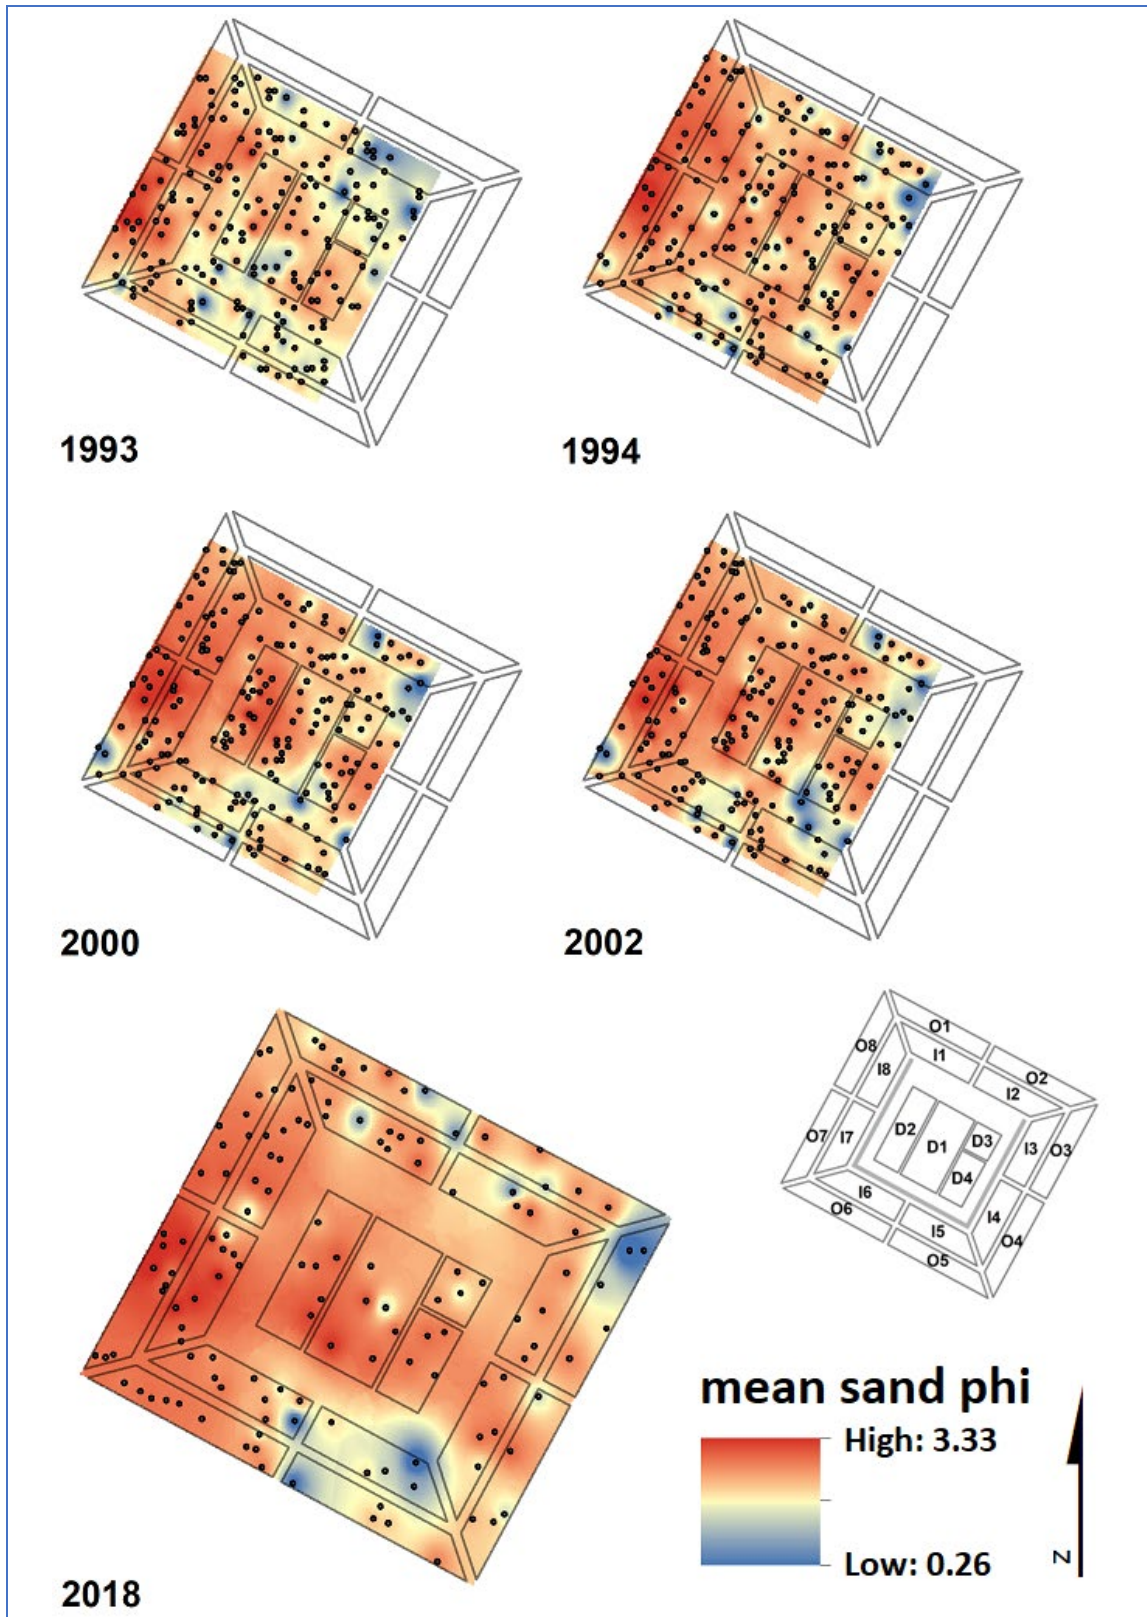 1993
1994
2000
2002
O1
O8
I1
O2
I8
I2
D2
D3
O7
I7
D1
I3
O3
D4
I6
I4
O6
I5
O4
O5
mean sand phi
High: 3.33
Low: 0.26
N
2018